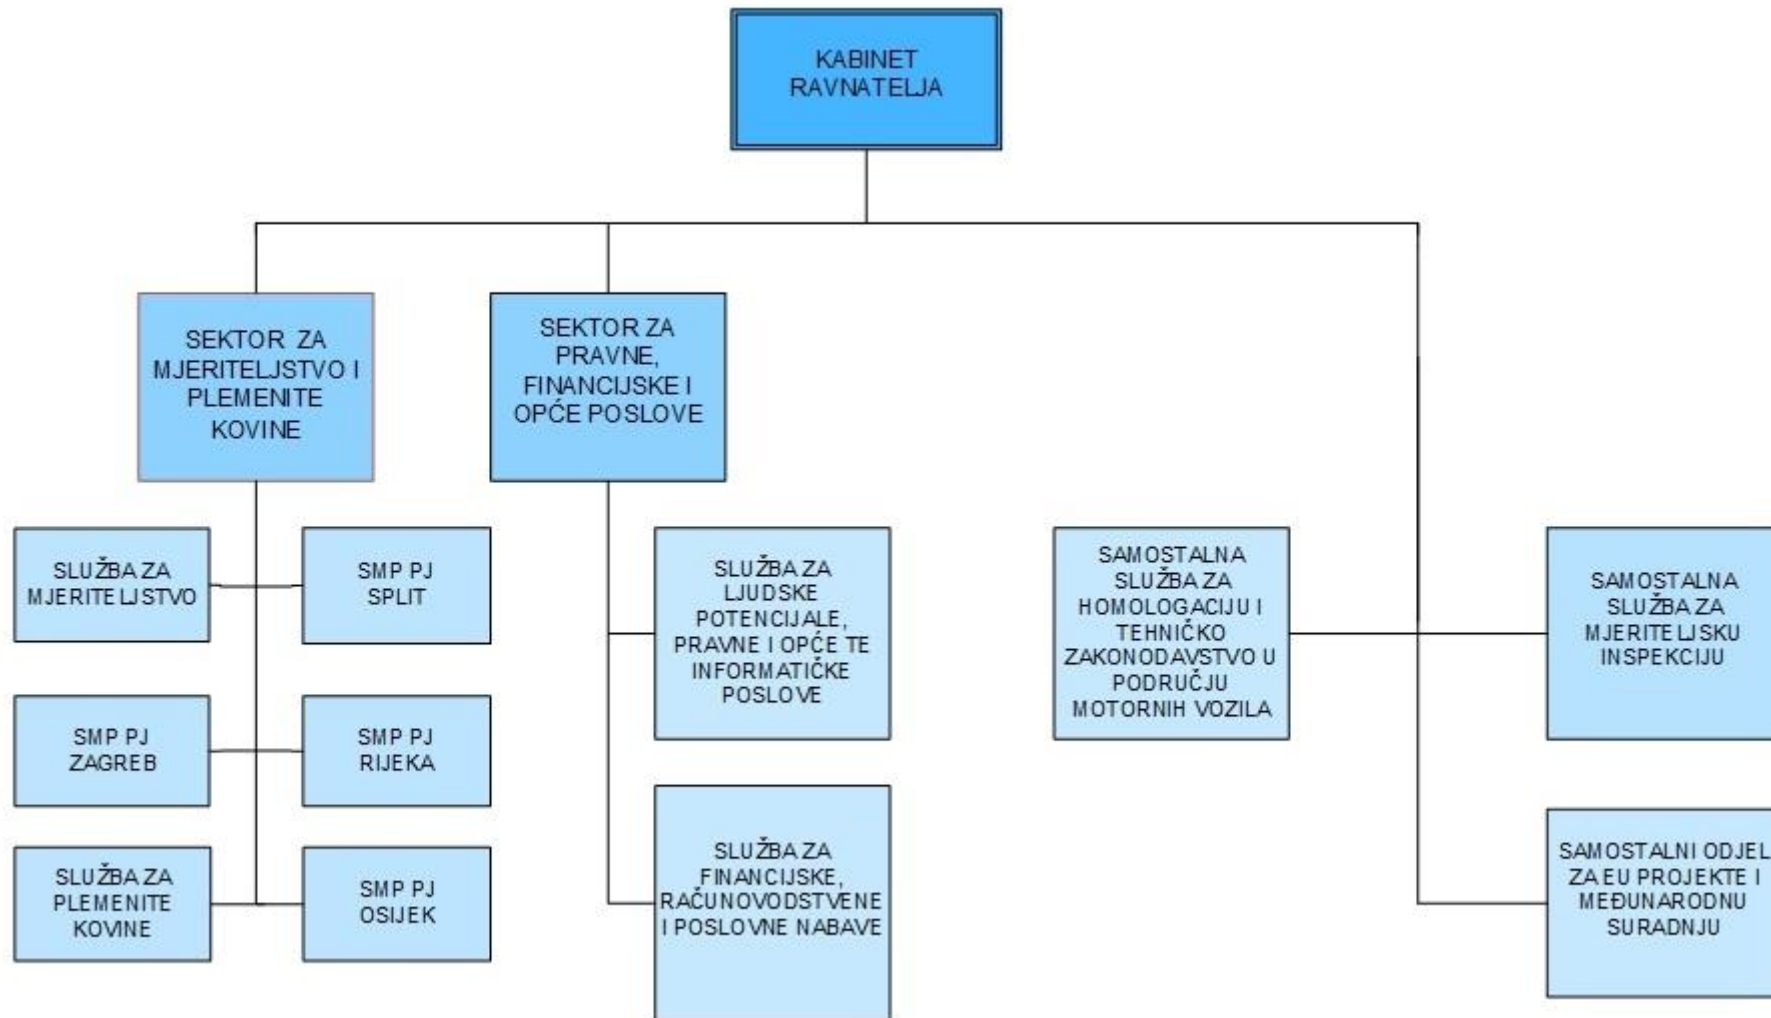 KABINET
RAVNATELJA
SEKTOR ZA
MJERITELJSTVO I
PLEMENITE
KOVINE
SEKTOR ZA
PRAVNE,
FINANCIJSKE I
OPĆE POSLOVE
SLUŽBA ZA
MJERITELJSTVO
SMP PJ
SPLIT
SMP PJ
ZAGREB
SMP PJ
RIJEKA
SLUŽBA ZA
PLEMENITE
KOVINE
SMP PJ
OSIJEK
SLUŽBA ZA
LJUDSKE
POTENCIJALE,
PRAVNE I OPĆE TE
INFORMATIČKE
POSLOVE
SLUŽBA ZA
FINANCIJSKE,
RAČUNOVODSTVENE
I POSLOVNE NABAVE
SAMOSTALNA
SLUŽBA ZA
HOMOLOGACIJU I
TEHNIČKO
ZAKONODAVSTVO U
PODRUČJU
MOTORNIH VOZILA
SAMOSTALNA
SLUŽBA ZA
MJERITELJSKU
INSPEKCIJU
SAMOSTALNI ODJEL
ZA EU PROJEKTE I
MEĐUNARODNU
SURADNJU